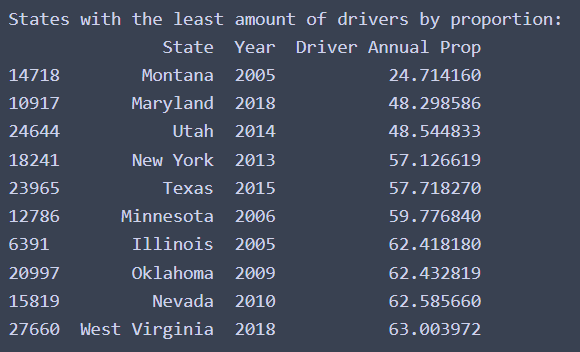 States with the least amount of drivers by proportion:
State Year Driver Annual Prop
14718 Montana 2005 24.714160
10917 Maryland 2018 48.298586
24644 Utah 2014 48.544833
18241 New York 2013 57.126619
23965 Texas 2015 57.718270
12786 Minnesota 2006 59.776840
6391 Illinois 2005 62.418180
20997 Oklahoma 2009 62.432819
15819 Nevada 2010 62.585660
27660 West Virginia 2018 63.003972